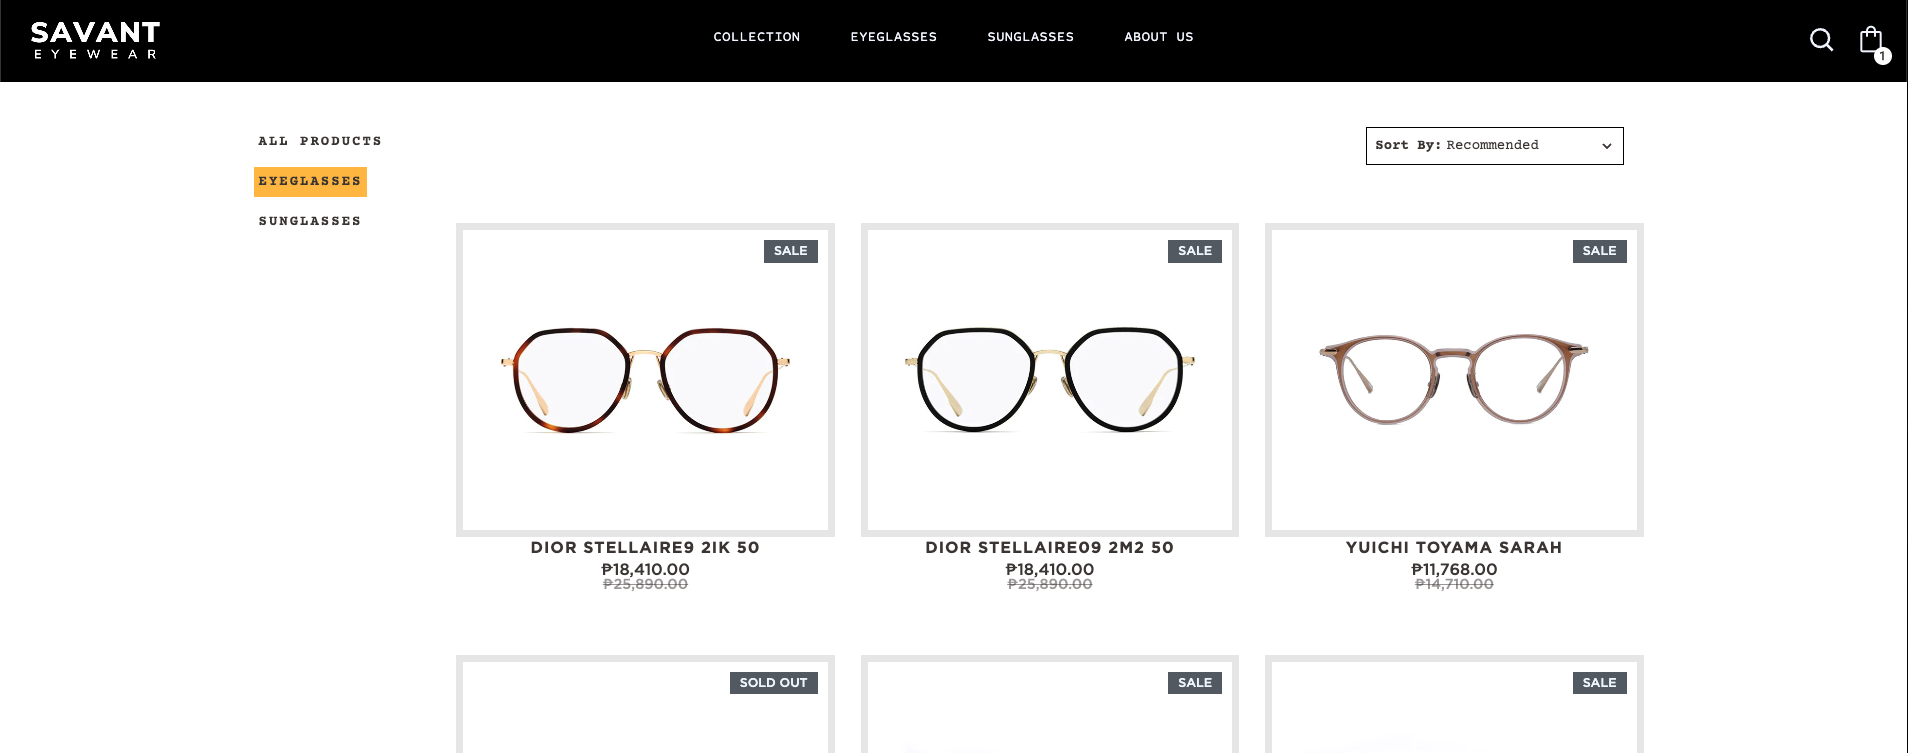 SAVANT
EYEWEAR
COLLECTION EYEGLASSES SUNGLASSES ABOUT US
1
ALL PRODUCTS
EYEGLASSES
SUNGLASSES
Sort By: Recommended
SALE
DIOR STELLAIRE9 2IK 50
₱18,410.00
₱25,890.00
SALE
DIOR STELLAIRE09 2M2 50
₱18,410.00
₱25,890.00
SALE
YUICHI TOYAMA SARAH
₱11,768.00
₱14,710.00
SOLD OUT
SALE
SALE